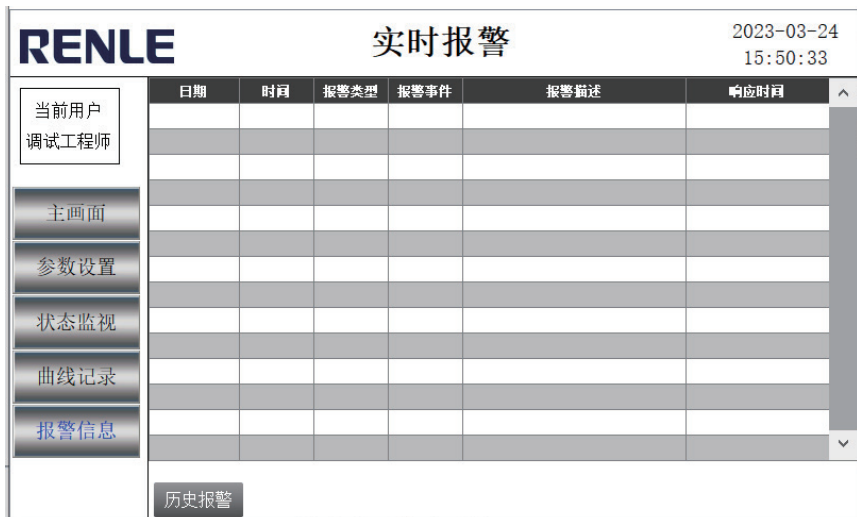 RENLE
实时报警
2023-03-24
15:50:33
当前用户
调试工程师
日期 时间 报警类型 报警事件 报警描述 响应时间
主画面
参数设置
状态监视
曲线记录
报警信息
历史报警